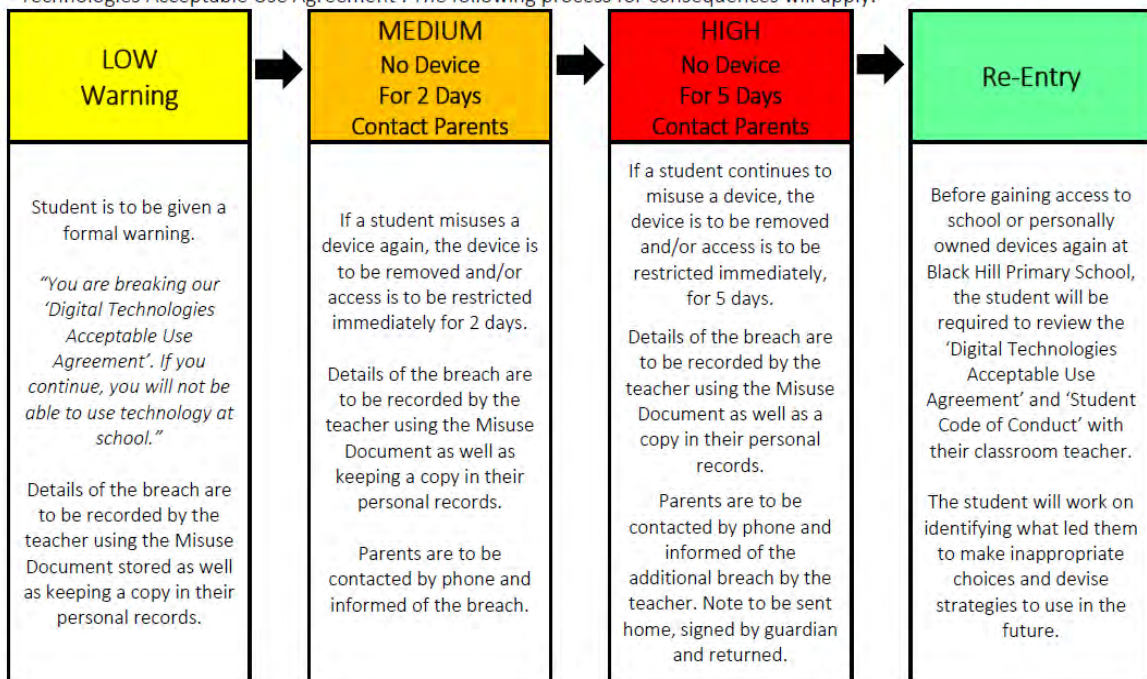 Technologies Acceptable Use Agreement'. The following process for consequences will apply:
LOW
Warning
Student is to be given a
formal warning.
"You are breaking our
'Digital Technologies
Acceptable Use
Agreement'. If you
continue, you will not be
able to use technology at
school."
Details of the breach are
to be recorded by the
teacher using the Misuse
Document stored as well
as keeping a copy in their
personal records.
MEDIUM
No Device
For 2 Days
Contact Parents
If a student misuses a
device again, the device is
to be removed and/or
access is to be restricted
immediately for 2 days.
Details of the breach are
to be recorded by the
teacher using the Misuse
Document as well as
keeping a copy in their
personal records.
Parents are to be
contacted by phone and
informed of the breach.
HIGH
No Device
For 5 Days
Contact Parents
If a student continues to
misuse a device, the
device is to be removed
and/or access is to be
restricted immediately,
for 5 days.
Details of the breach are
to be recorded by the
teacher using the Misuse
Document as well as a
copy in their personal
records.
Parents are to be
contacted by phone and
informed of the
additional breach by the
teacher. Note to be sent
home, signed by guardian
and returned.
Re-Entry
Before gaining access to
school or personally
owned devices again at
Black Hill Primary School,
the student will be
required to review the
'Digital Technologies
Acceptable Use
Agreement' and 'Student
Code of Conduct' with
their classroom teacher.
The student will work on
identifying what led them
to make inappropriate
choices and devise
strategies to use in the
future.